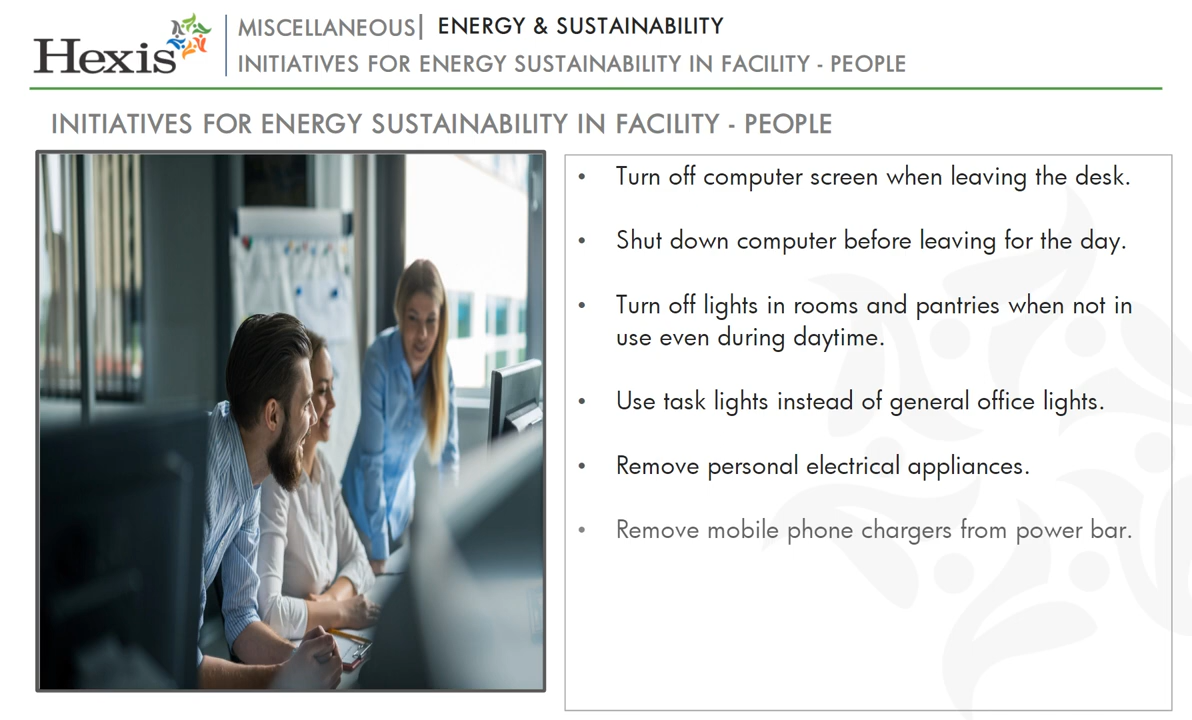 Hexis
MISCELLANEOUS| ENERGY & SUSTAINABILITY
INITIATIVES FOR ENERGY SUSTAINABILITY IN FACILITY - PEOPLE
INITIATIVES FOR ENERGY SUSTAINABILITY IN FACILITY - PEOPLE
• Turn off computer screen when leaving the desk.
• Shut down computer before leaving for the day.
• Turn off lights in rooms and pantries when not in
use even during daytime.
• Use task lights instead of general office lights.
• Remove personal electrical appliances.
• Remove mobile phone chargers from power bar.